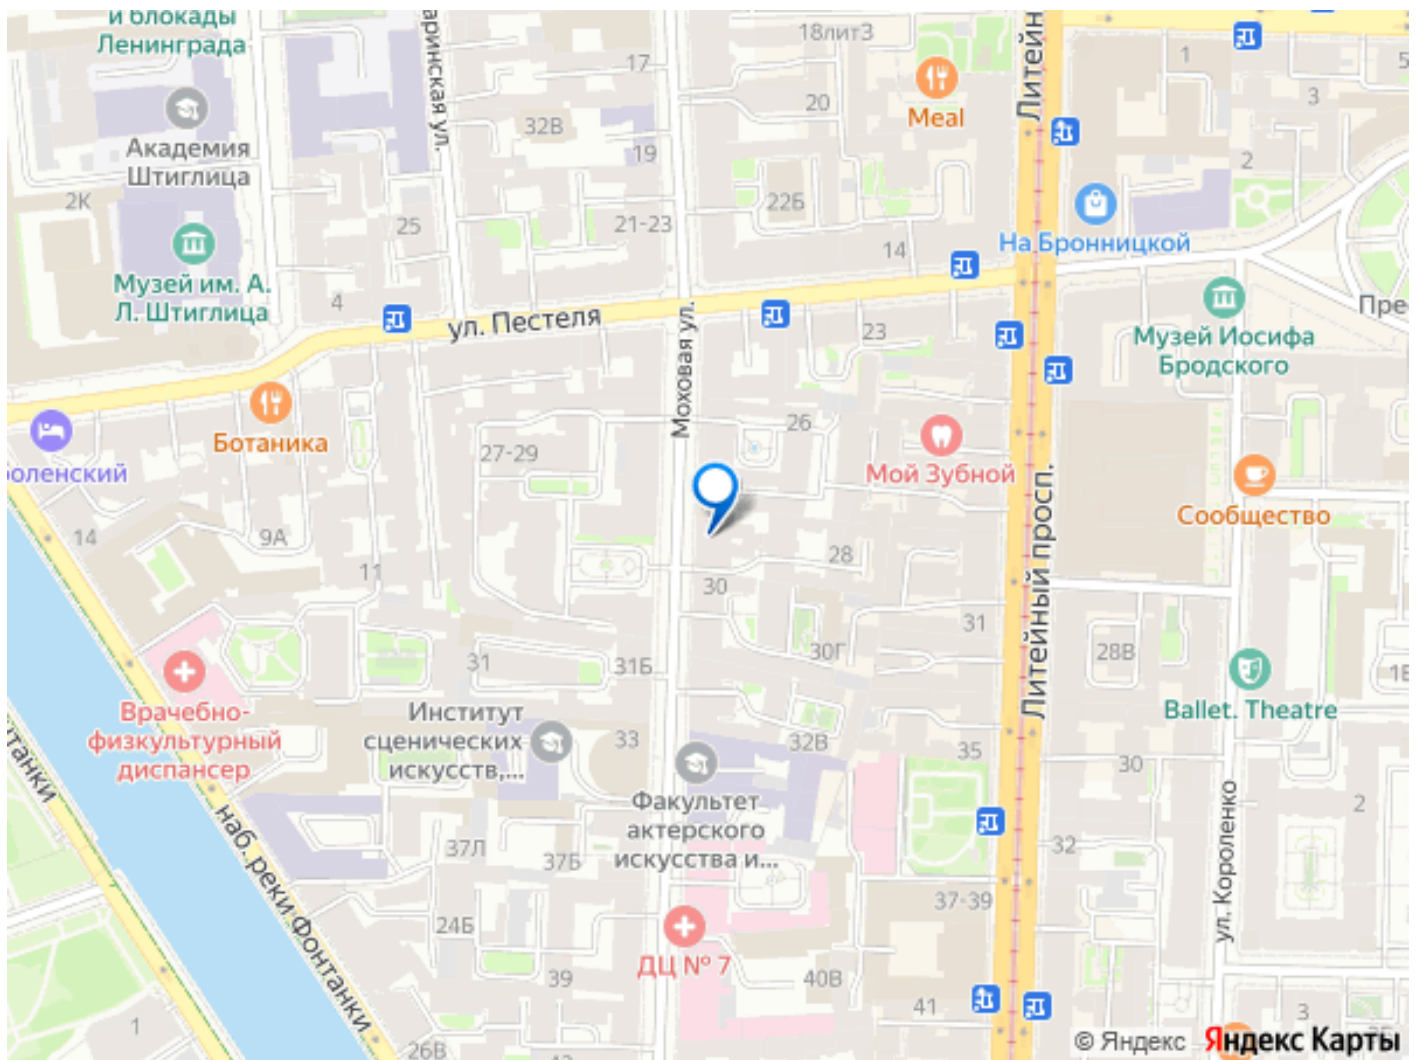 и блокады
Ленинграда
18лит3
17
1
5
3
Meal
20
32В
19
2
Академия
Штиглица
2К
22Б
25
21-23
14
На Бронницкой
Музей им. А.
Л. Штиглица
4
ул. Пестеля
23
Моховая ул.
Музей Иосифа
Бродского
Ботаника
26
27-29
Мой Зубной
Литейный просп.
Сообщество
14
9А
11
28
30
31
31
31Б
30Г
28В
Врачебно-
физкультурный
диспансер
Институт
сценических
искусств,...
33
32В
35
30
Ballet. Theatre
наб. реки Фонтанки
Факультет
актерского
искусства и...
37Л
37Б
32
2
ул. Короленко
37-39
24Б
ДЦ № 7
39
40В
41
3
1
26В
© Яндекс Яндекс Карты